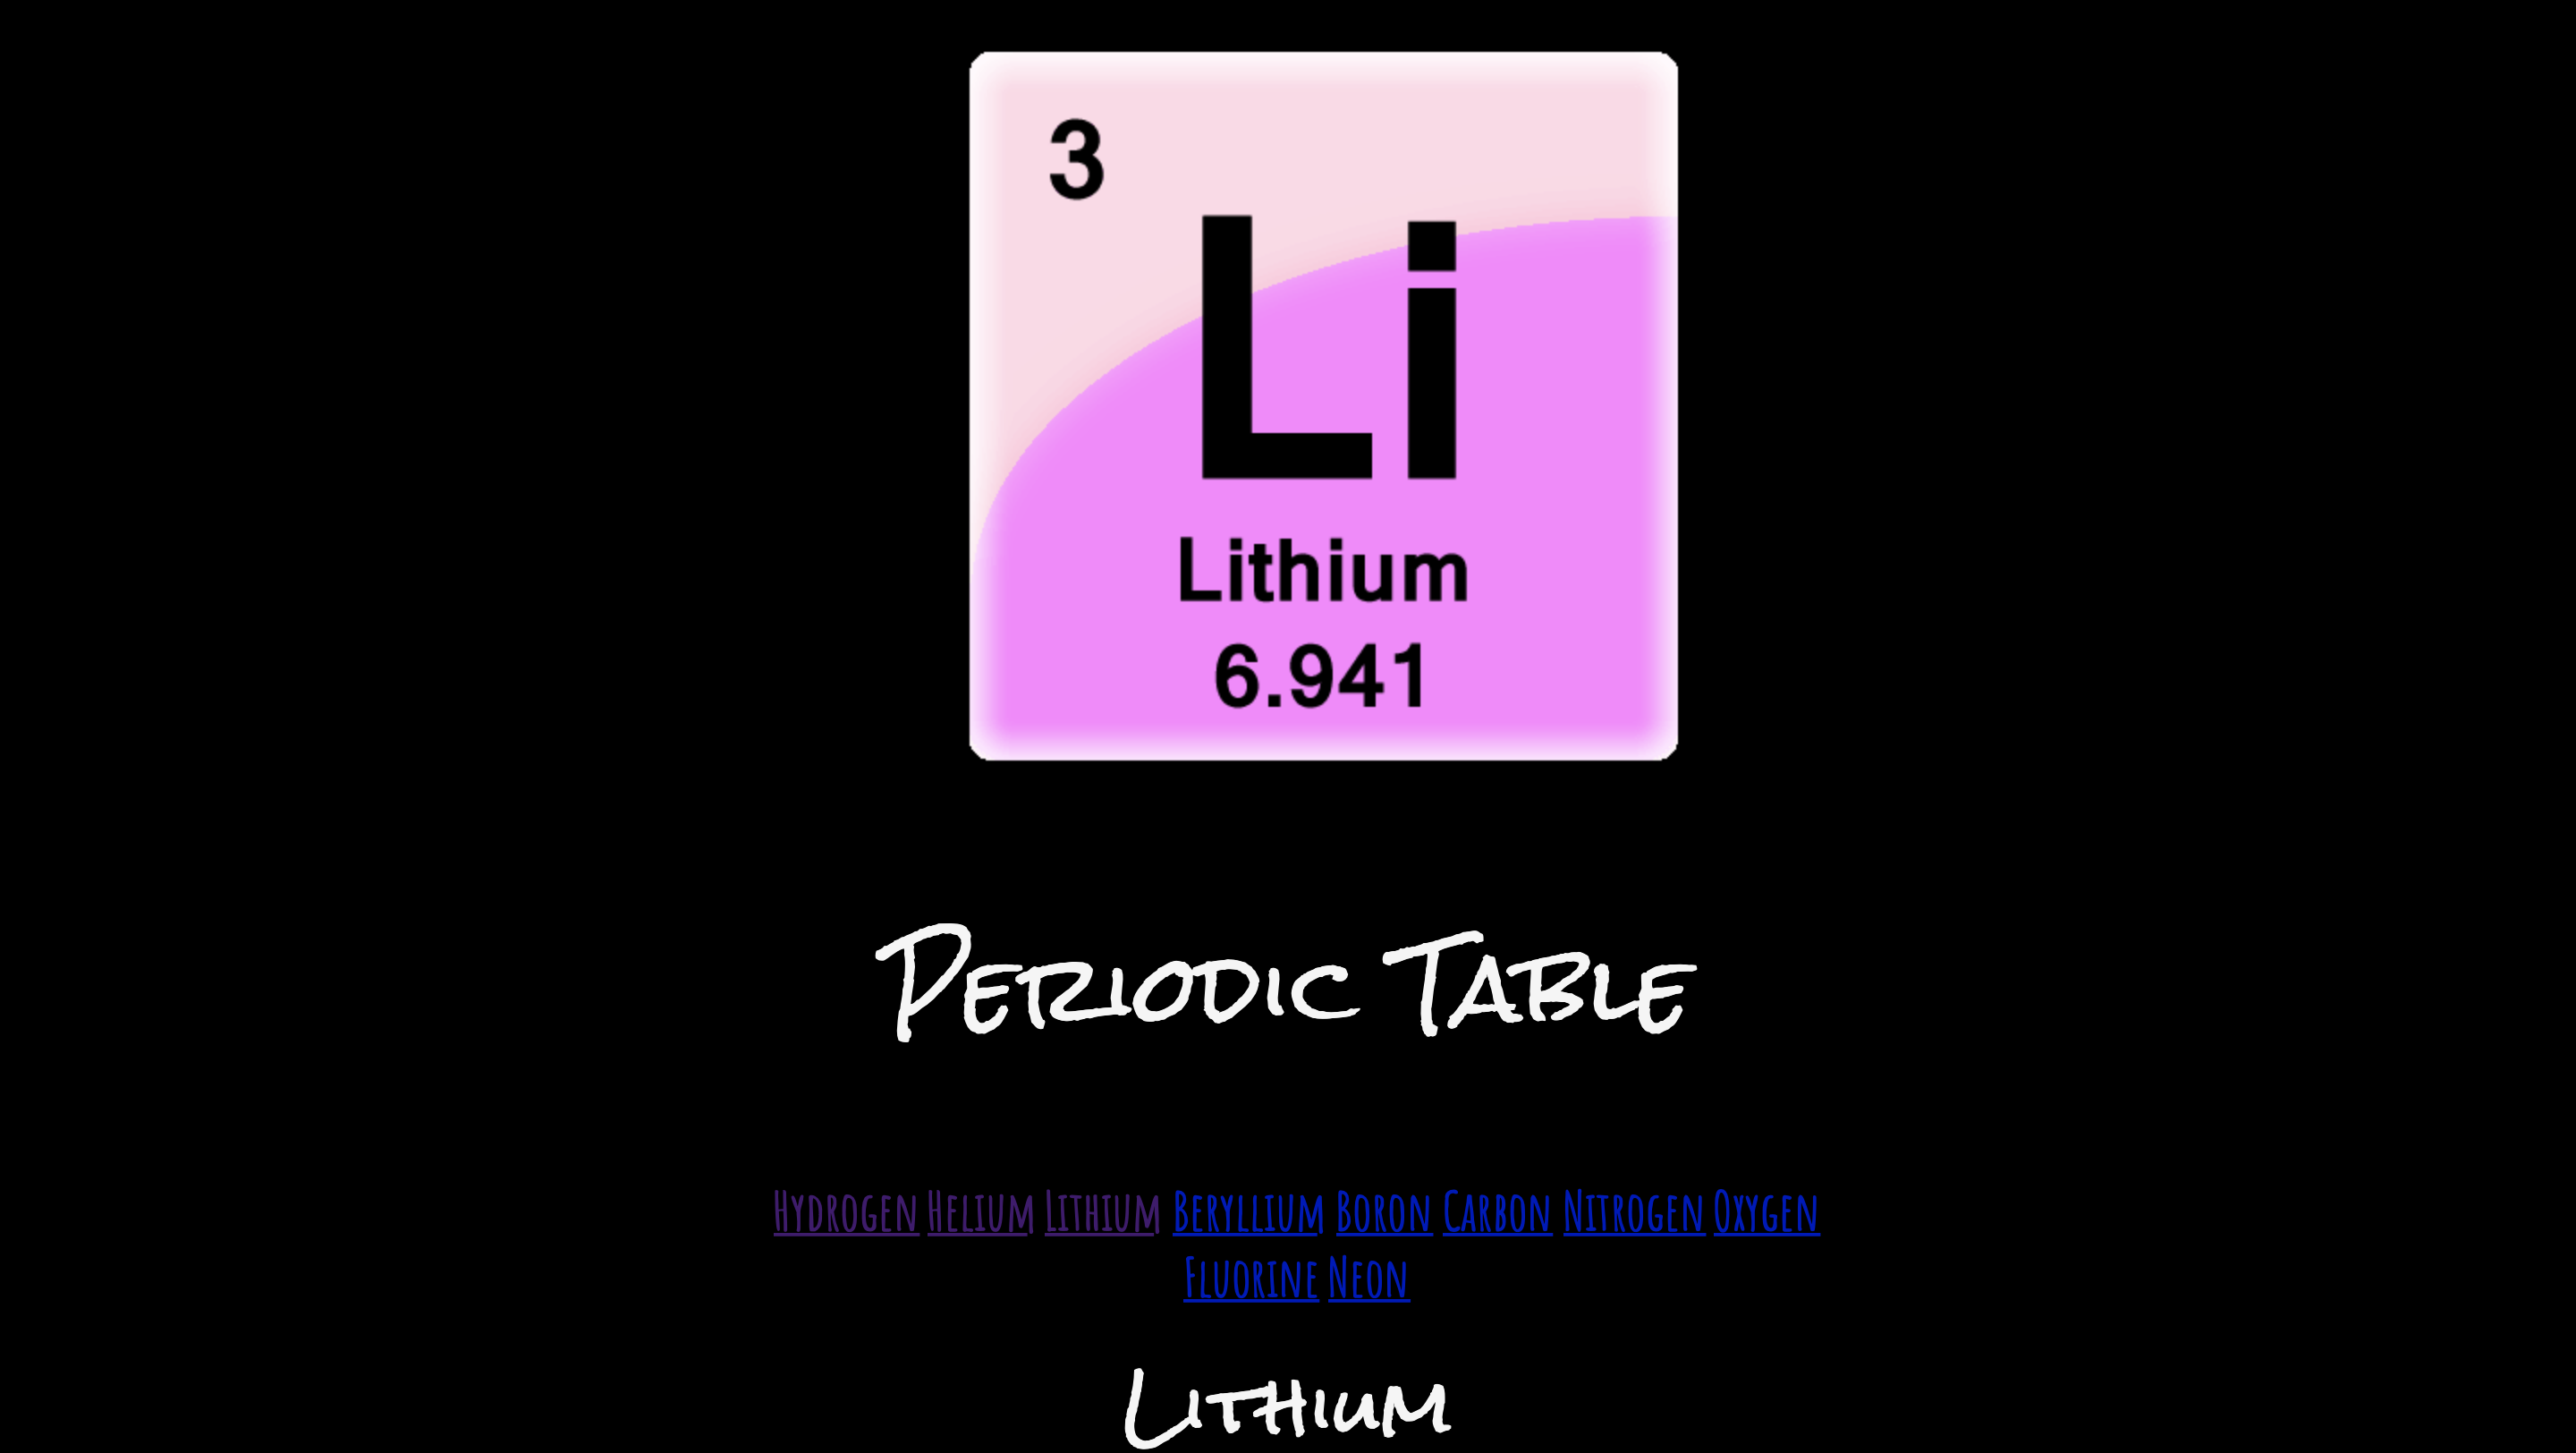 3
Li
Lithium
6.941
Periodic Table
Hydrogen Helium Lithium Beryllium Boron Carbon Nitrogen Oxygen
Fluorine Neon
Lithium